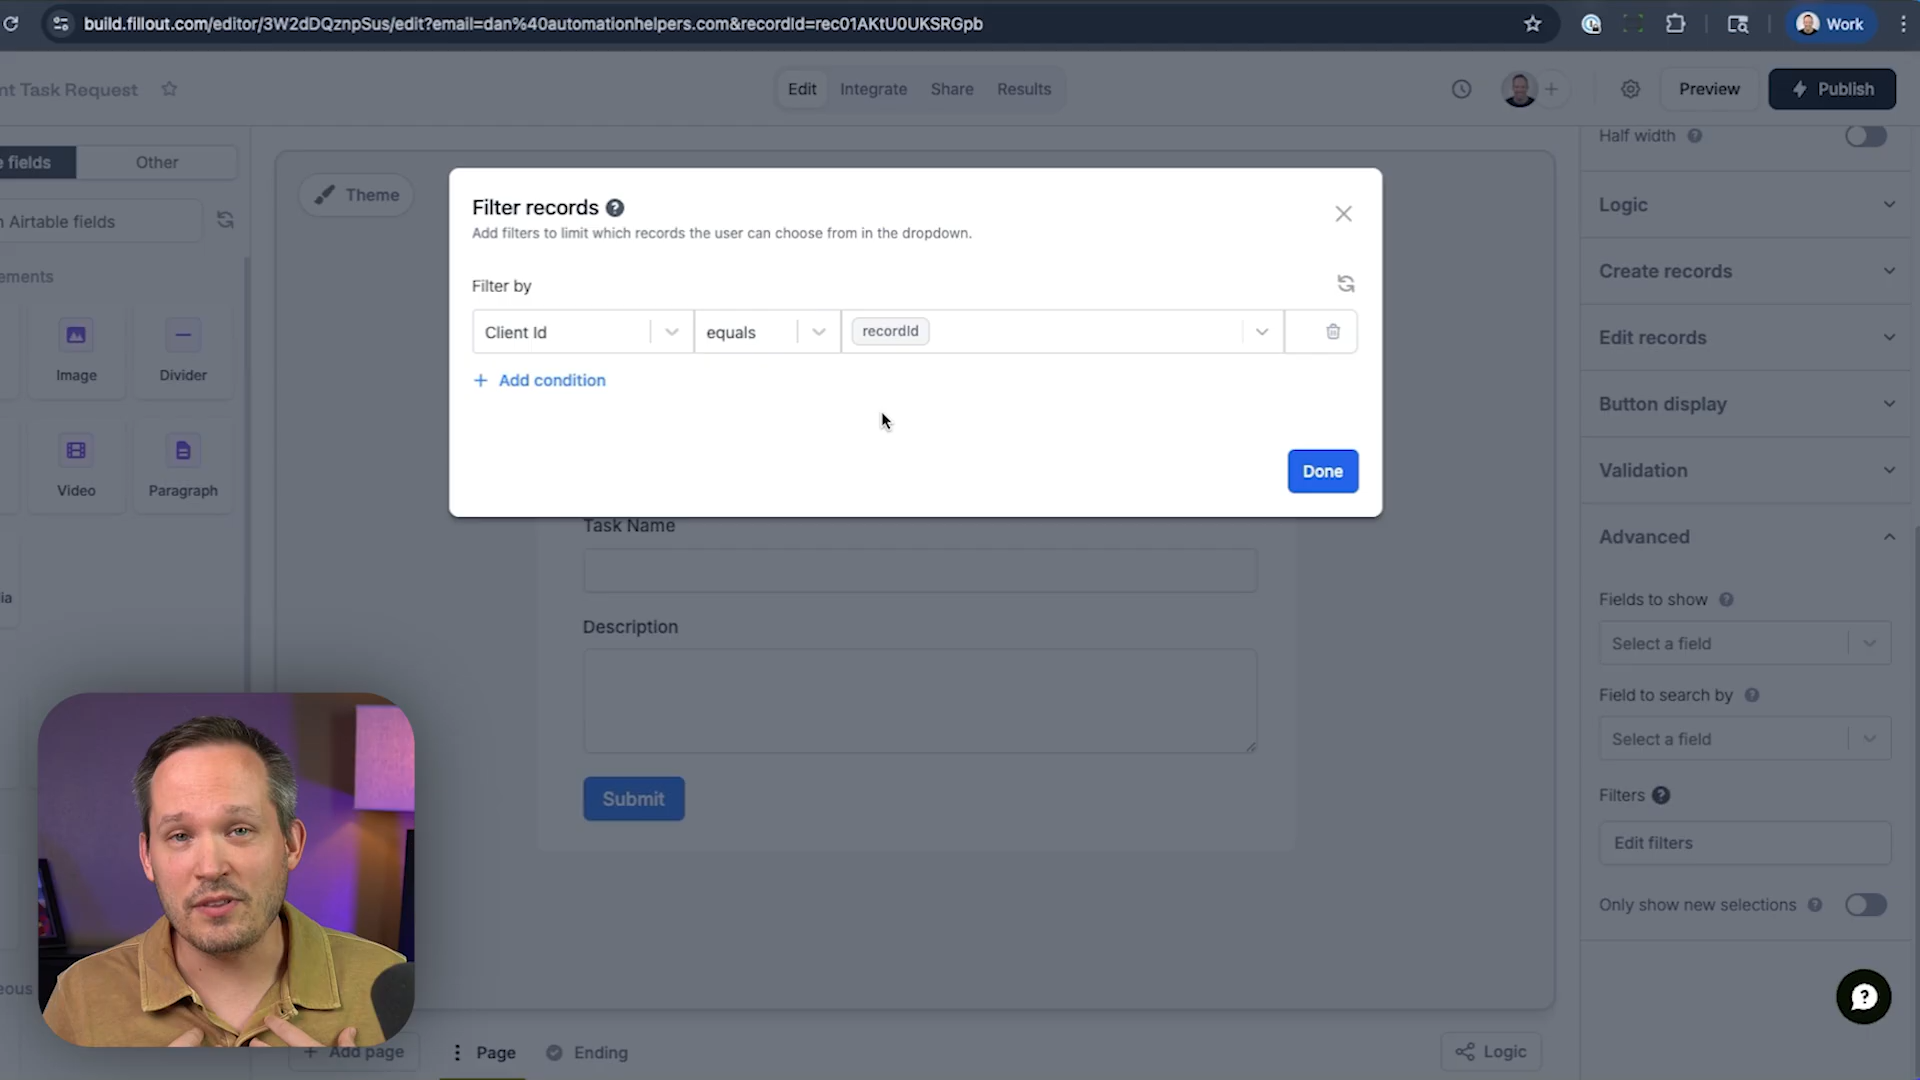 build.fillout.com/editor/3W2dDQznpSus/edit?email=dan%40automationhelpers.com&recordId=rec01AKtU0UKSRGpb
Work
nt Task Request
Edit
Integrate
Share
Results
Preview
Publish
e fields
Other
Airtable fields
ements
Image
Divider
Video
Paragraph
ia
eous
Theme
Filter records
Add filters to limit which records the user can choose from in the dropdown.
Filter by
Client Id
equals
recordId
+ Add condition
Done
Task Name
Description
Submit
Half width
Logic
Create records
Edit records
Button display
Validation
Advanced
Fields to show
Select a field
Field to search by
Select a field
Filters
Edit filters
Only show new selections
+ Add page
Page
Ending
Logic